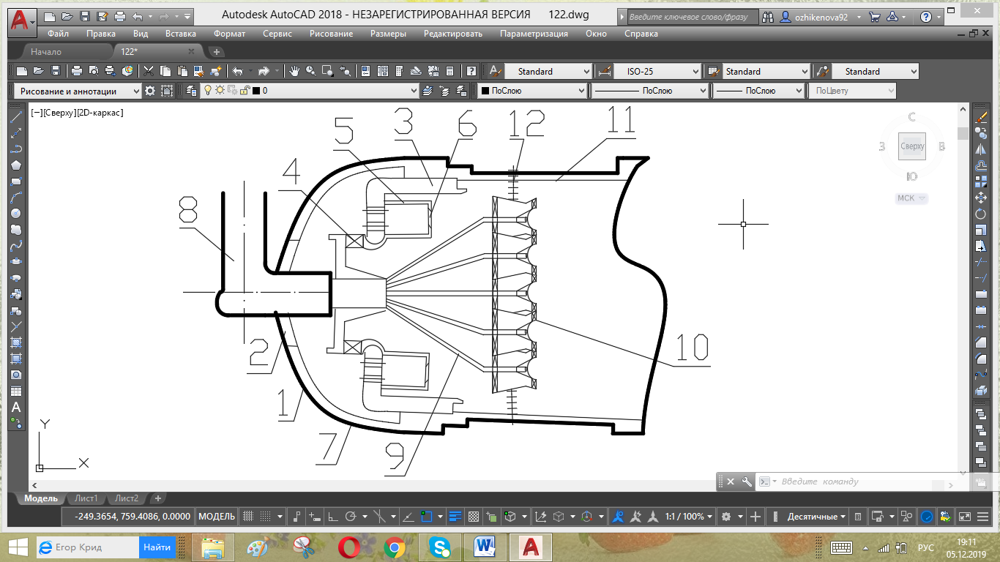 Autodesk AutoCAD 2018 - НЕЗАРЕГИСТРИРОВАННАЯ ВЕРСИЯ 122.dwg
Введите ключевое слово/фразу
ozhikenova92
Файл Правка Вид Вставка Формат Сервис Рисование Размеры Редактировать Параметризация Окно Справка
Начало 122*
Standard ISO-25 Standard Standard
Рисование и аннотации 0 ПоСлою ПоСлою ПоСлою ПоЦвету
[−][Сверху][2D-каркас]
5 3 6 12 11
С
З Сверху В
Ю
МСК
4
8
2
10
1
7
9
Y
X
Введите команду
Модель Лист1 Лист2
-249.3654, 759.4086, 0.0000 МОДЕЛЬ 1:1 / 100% Десятичные
Егор Крид Найти
РУС
19:11
05.12.2019